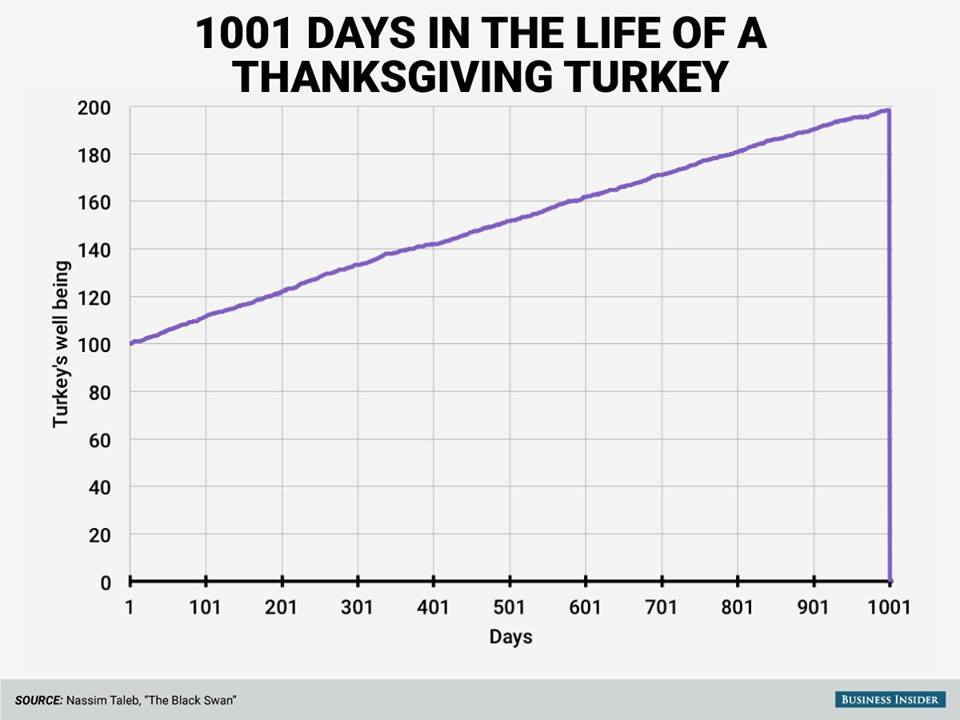 1001 DAYS IN THE LIFE OF A
THANKSGIVING TURKEY
Turkey's well being
200
180
160
140
120
100
80
60
40
20
0
1 101 201 301 401 501 601 701 801 901 1001
Days
SOURCE: Nassim Taleb, “The Black Swan”
BUSINESS INSIDER